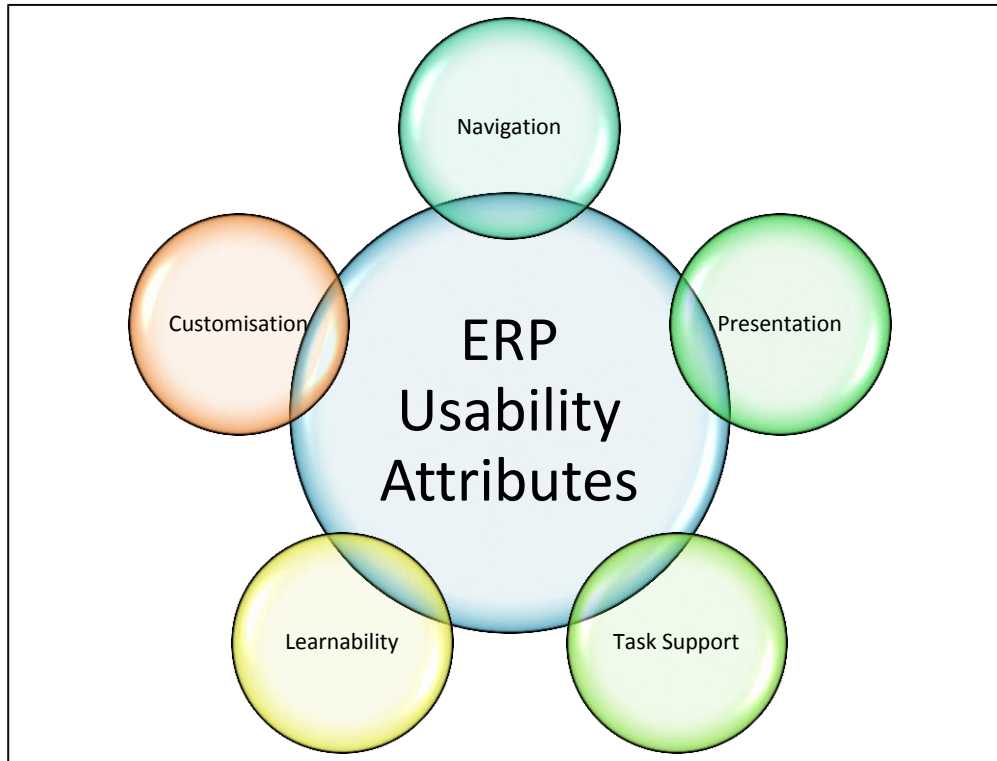 Navigation
Customisation
Presentation
ERP
Usability
Attributes
Learnability
Task Support